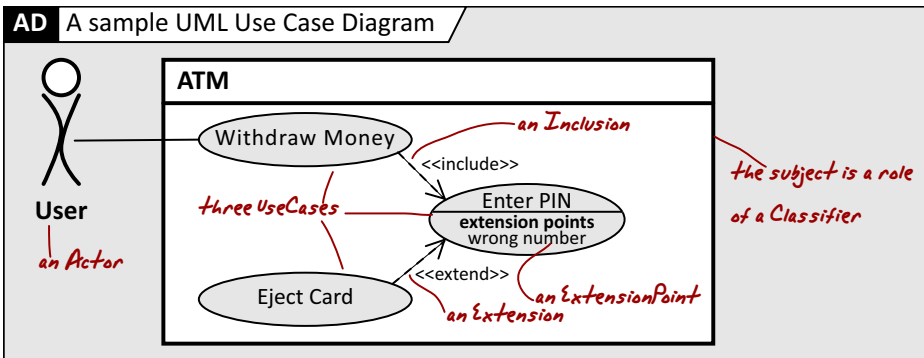 AD A sample UML Use Case Diagram
ATM
Withdraw Money
an Inclusion
<<include>>
the subject is a role
of a Classifier
User
three UseCases
Enter PIN
extension points
wrong number
an Actor
<<extend>>
Eject Card
an ExtensionPoint
an Extension